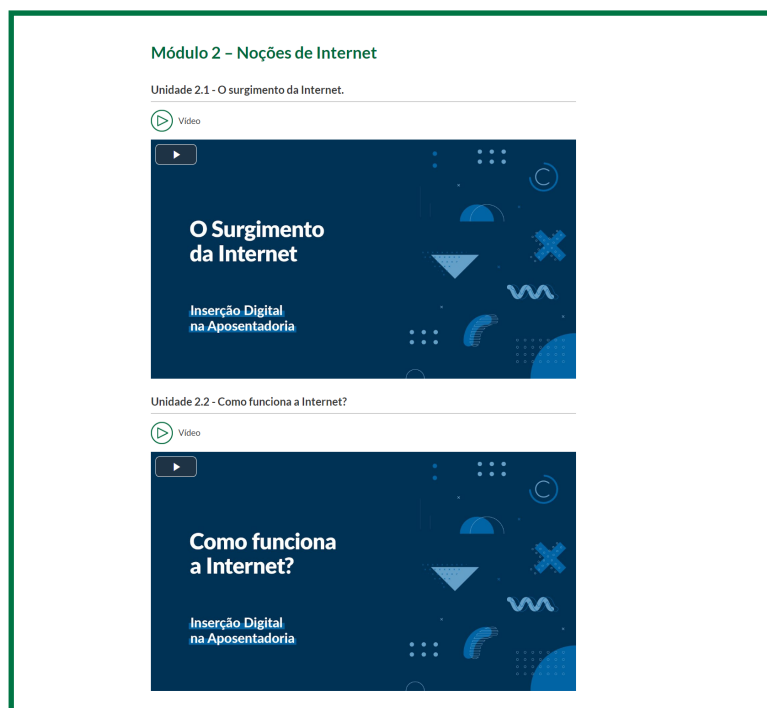 Módulo 2 – Noções de Internet
Unidade 2.1 - O surgimento da Internet.
Vídeo
O Surgimento
da Internet
Inserção Digital
na Aposentadoria
Unidade 2.2 - Como funciona a Internet?
Vídeo
Como funciona
a Internet?
Inserção Digital
na Aposentadoria